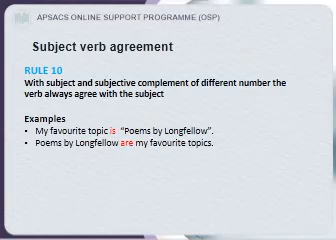 APSACS ONLINE SUPPORT PROGRAMME (OSP)
Subject verb agreement
RULE 10
With subject and subjective complement of different number the
verb always agree with the subject
Examples
• My favourite topic is “Poems by Longfellow”.
• Poems by Longfellow are my favourite topics.